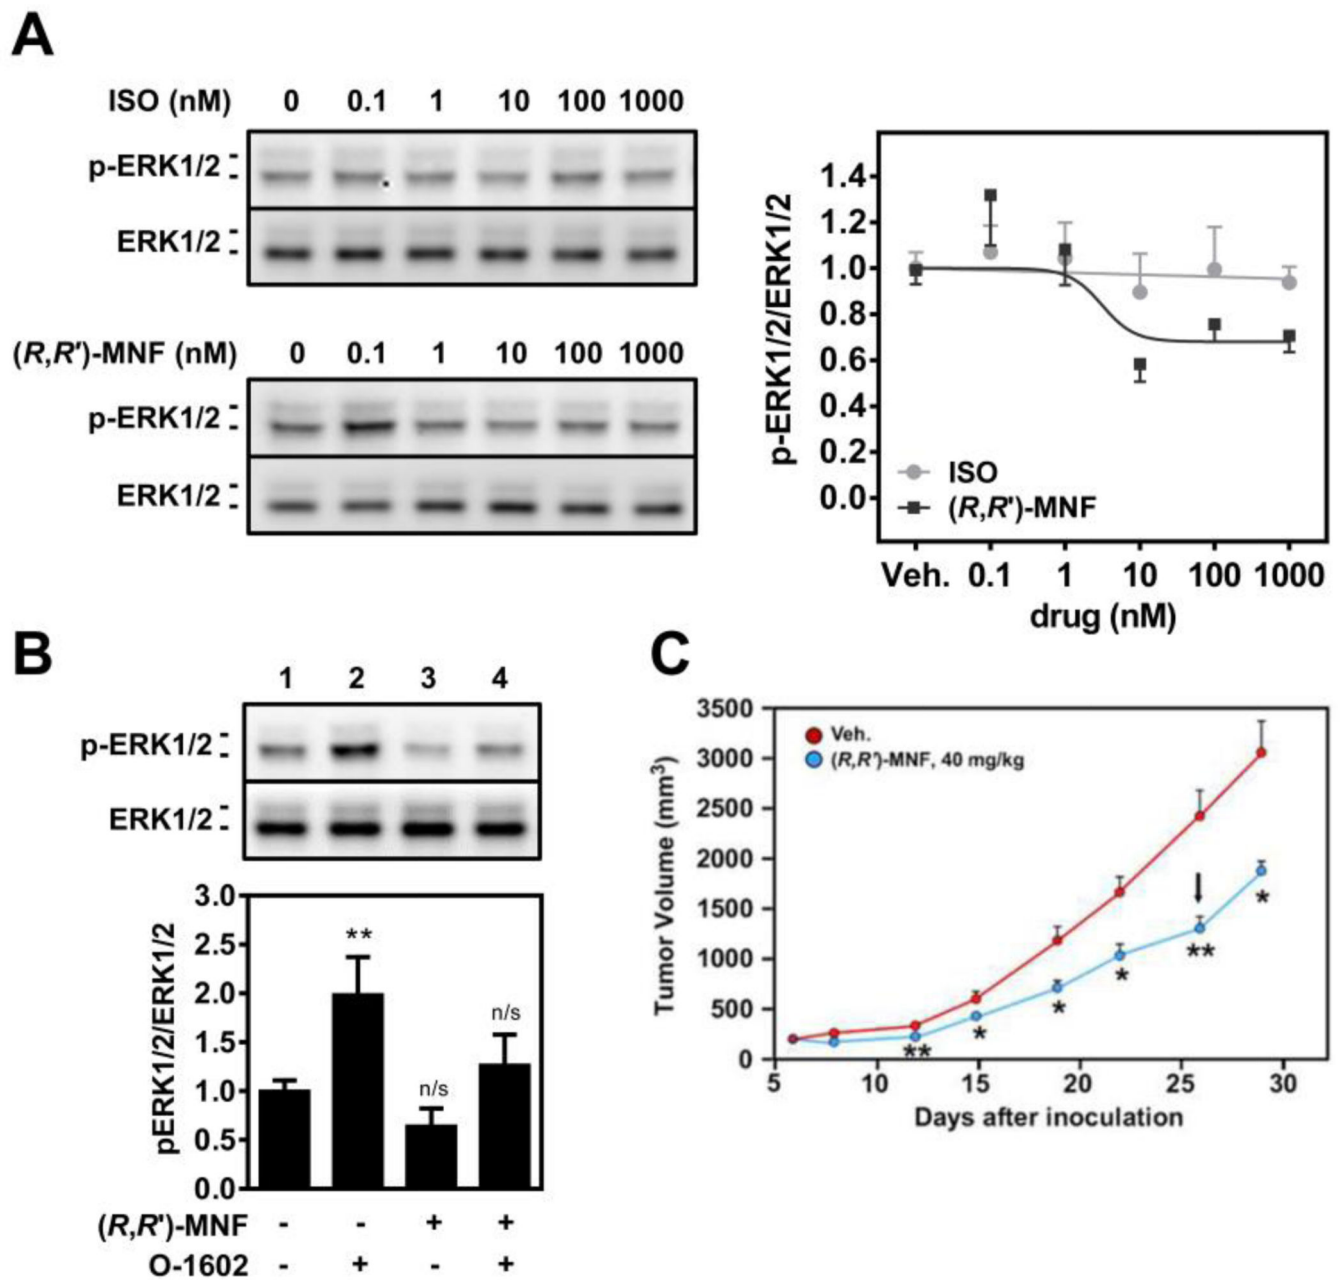 A
ISO (nM) 0 0.1 1 10 100 1000
p-ERK1/2
ERK1/2
(R,R')-MNF (nM) 0 0.1 1 10 100 1000
p-ERK1/2
ERK1/2
p-ERK1/2/ERK1/2
1.4
1.2
1.0
0.8
0.6
0.4
0.2
0.0
ISO
(R,R')-MNF
Veh. 0.1 1 10 100 1000
drug (nM)
B
1 2 3 4
p-ERK1/2
ERK1/2
pERK1/2/ERK1/2
3.0
2.5
2.0
1.5
1.0
0.5
0.0
**
n/s
n/s
(R,R')-MNF - - + +
O-1602 - + - +
C
Tumor Volume (mm³)
3500
3000
2500
2000
1500
1000
500
0
Veh.
(R,R')-MNF, 40 mg/kg
**
*
*
*
**
*
5 10 15 20 25 30
Days after inoculation